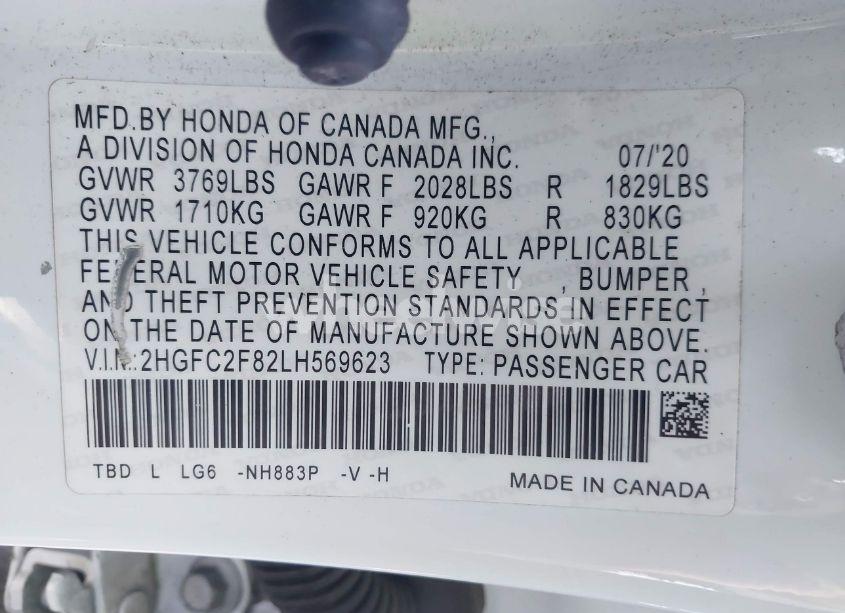 MFD.BY HONDA OF CANADA MFG.,
A DIVISION OF HONDA CANADA INC. 07/'20
GVWR 3769LBS GAWR F 2028LBS R 1829LBS
GVWR 1710KG GAWR F 920KG R 830KG
THIS VEHICLE CONFORMS TO ALL APPLICABLE
FEDERAL MOTOR VEHICLE SAFETY , BUMPER ,
AND THEFT PREVENTION STANDARDS IN EFFECT
ON THE DATE OF MANUFACTURE SHOWN ABOVE.
V.I.N.:2HGFC2F82LH569623 TYPE: PASSENGER CAR
TBD L LG6 -NH883P -V -H
MADE IN CANADA